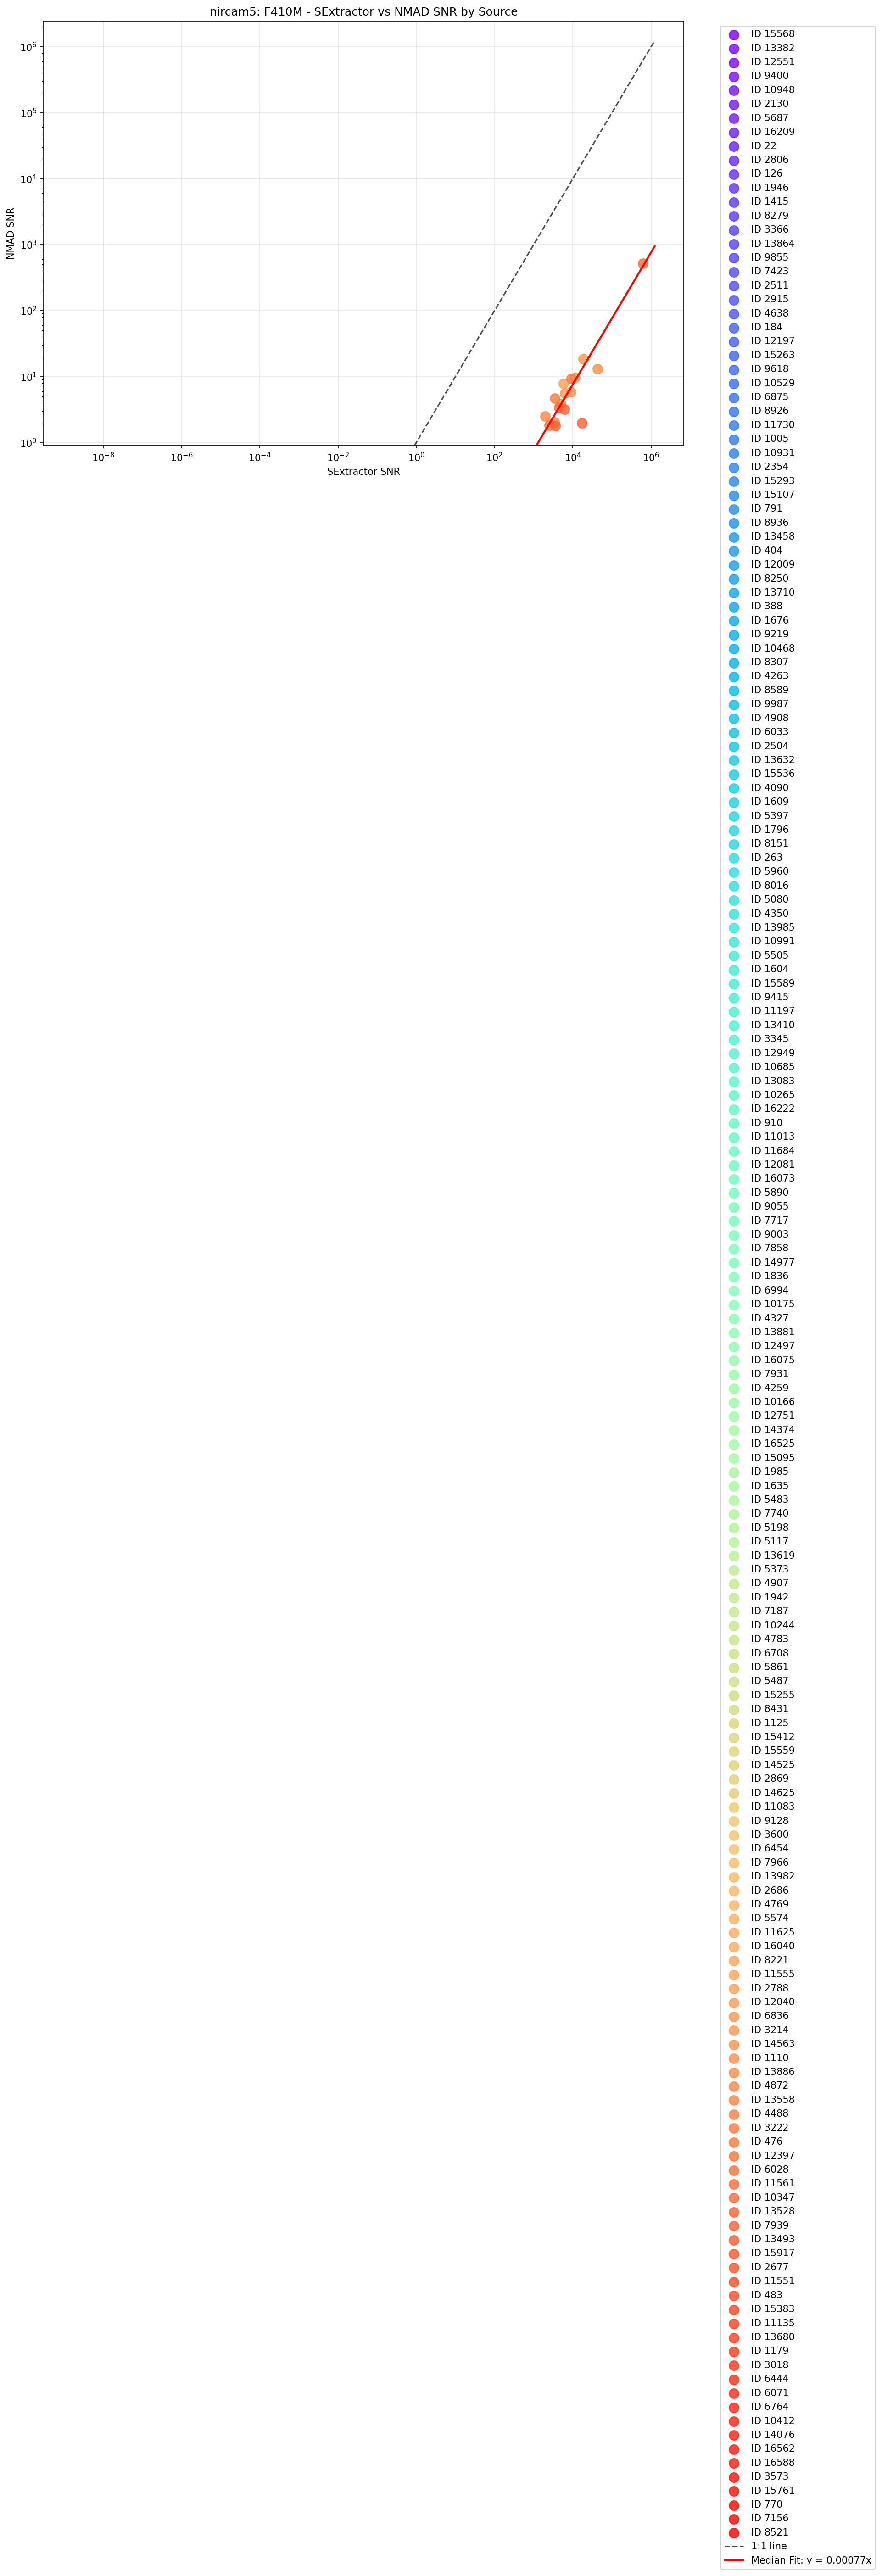 nircam5: F410M - SExtractor vs NMAD SNR by Source
NMAD SNR
10^6
10^5
10^4
10^3
10^2
10^1
10^0
10^-8
10^-6
10^-4
10^-2
10^0
10^2
10^4
10^6
SExtractor SNR
ID 15568
ID 13382
ID 12551
ID 9400
ID 10948
ID 2130
ID 5687
ID 16209
ID 22
ID 2806
ID 126
ID 1946
ID 1415
ID 8279
ID 3366
ID 13864
ID 9855
ID 7423
ID 2511
ID 2915
ID 4638
ID 184
ID 12197
ID 15263
ID 9618
ID 10529
ID 6875
ID 8926
ID 11730
ID 1005
ID 10931
ID 2354
ID 15293
ID 15107
ID 791
ID 8936
ID 13458
ID 404
ID 12009
ID 8250
ID 13710
ID 388
ID 1676
ID 9219
ID 10468
ID 8307
ID 4263
ID 8589
ID 9987
ID 4908
ID 6033
ID 2504
ID 13632
ID 15536
ID 4090
ID 1609
ID 5397
ID 1796
ID 8151
ID 263
ID 5960
ID 8016
ID 5080
ID 4350
ID 13985
ID 10991
ID 5505
ID 1604
ID 15589
ID 9415
ID 11197
ID 13410
ID 3345
ID 12949
ID 10685
ID 13083
ID 10265
ID 16222
ID 910
ID 11013
ID 11684
ID 12081
ID 16073
ID 5890
ID 9055
ID 7717
ID 9003
ID 7858
ID 14977
ID 1836
ID 6994
ID 10175
ID 4327
ID 13881
ID 12497
ID 16075
ID 7931
ID 4259
ID 10166
ID 12751
ID 14374
ID 16525
ID 15095
ID 1985
ID 1635
ID 5483
ID 7740
ID 5198
ID 5117
ID 13619
ID 5373
ID 4907
ID 1942
ID 7187
ID 10244
ID 4783
ID 6708
ID 5861
ID 5487
ID 15255
ID 8431
ID 1125
ID 15412
ID 15559
ID 14525
ID 2869
ID 14625
ID 11083
ID 9128
ID 3600
ID 6454
ID 7966
ID 13982
ID 2686
ID 4769
ID 5574
ID 11625
ID 16040
ID 8221
ID 11555
ID 2788
ID 12040
ID 6836
ID 3214
ID 14563
ID 1110
ID 13886
ID 4872
ID 13558
ID 4488
ID 3222
ID 476
ID 12397
ID 6028
ID 11561
ID 10347
ID 13528
ID 7939
ID 13493
ID 15917
ID 2677
ID 11551
ID 483
ID 15383
ID 11135
ID 13680
ID 1179
ID 3018
ID 6444
ID 6071
ID 6764
ID 10412
ID 14076
ID 16562
ID 16588
ID 3573
ID 15761
ID 770
ID 7156
ID 8521
1:1 line
Median Fit: y = 0.00077x